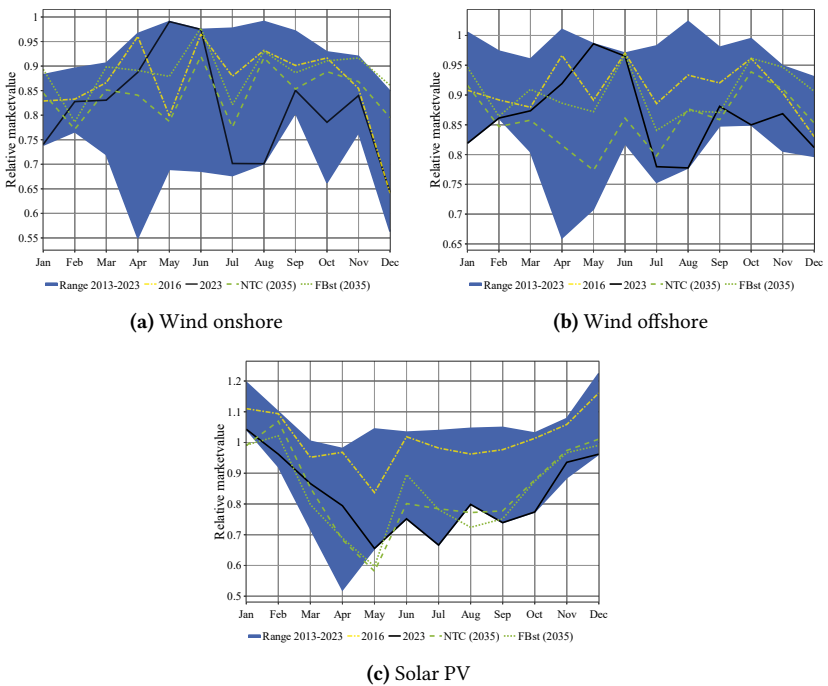 1
0.95
0.9
0.85
0.8
0.75
0.7
0.65
0.6
0.55
Relative marketvalue
Jan Feb Mar Apr May Jun Jul Aug Sep Oct Nov Dec
Range 2013-2023 2016 2023 NTC (2035) FBst (2035)
(a) Wind onshore
1
0.95
0.9
0.85
0.8
0.75
0.7
0.65
Relative marketvalue
Jan Feb Mar Apr May Jun Jul Aug Sep Oct Nov Dec
Range 2013-2023 2016 2023 NTC (2035) FBst (2035)
(b) Wind offshore
1.2
1.1
1
0.9
0.8
0.7
0.6
0.5
Relative marketvalue
Jan Feb Mar Apr May Jun Jul Aug Sep Oct Nov Dec
Range 2013-2023 2016 2023 NTC (2035) FBst (2035)
(c) Solar PV